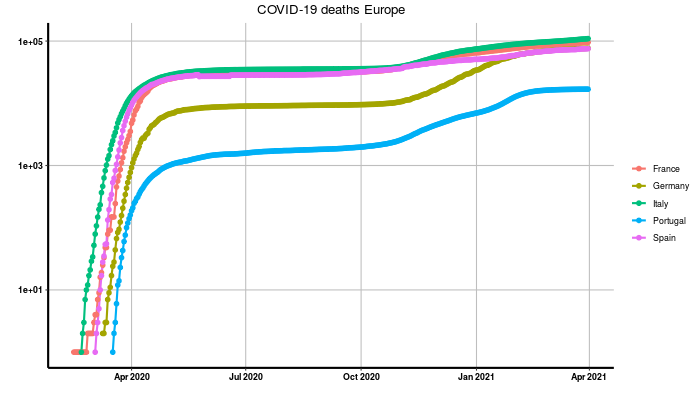 COVID-19 deaths Europe
1e+05
1e+03
1e+01
Apr 2020 Jul 2020 Oct 2020 Jan 2021 Apr 2021
France
Germany
Italy
Portugal
Spain